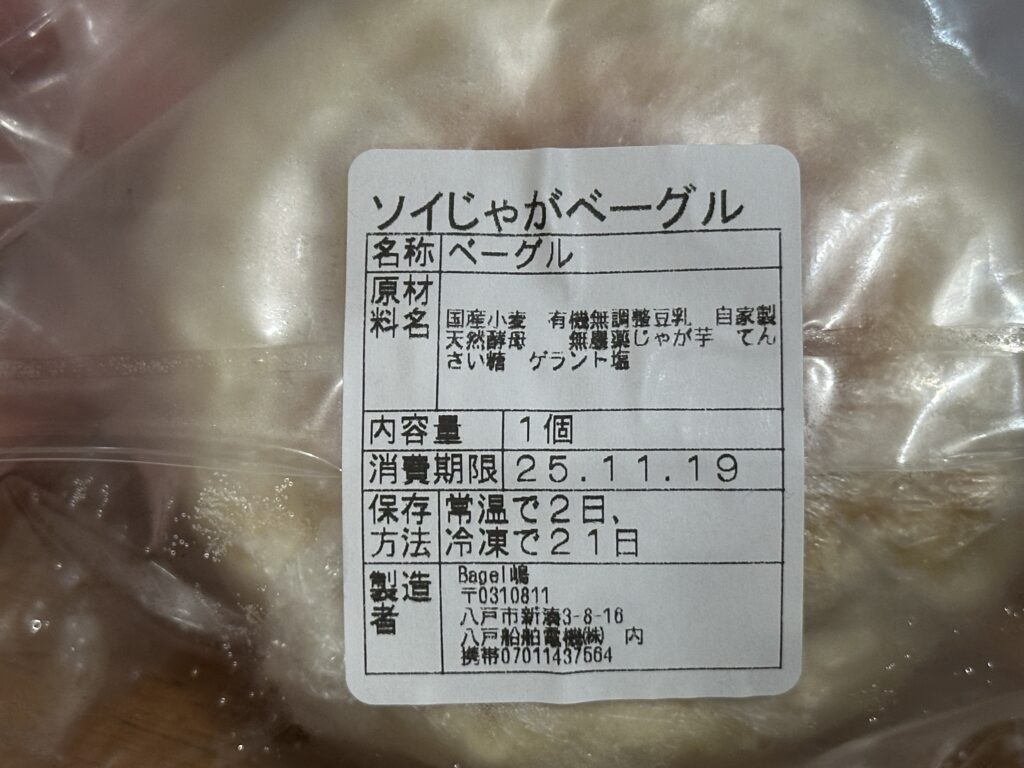 ソイじゃがベーグル
名称 ベーグル
原材料名 国産小麦 有機無調整豆乳 自家製
天然酵母 無農薬じゃが芋 てん
さい糖 ゲラント塩
内容量 1個
消費期限 25.11.19
保存方法 常温で2日、
冷凍で21日
製造者 Bagel嶋
〒0310811
八戸市新湊3-8-16
八戸船舶電機㈱ 内
携帯07011437564